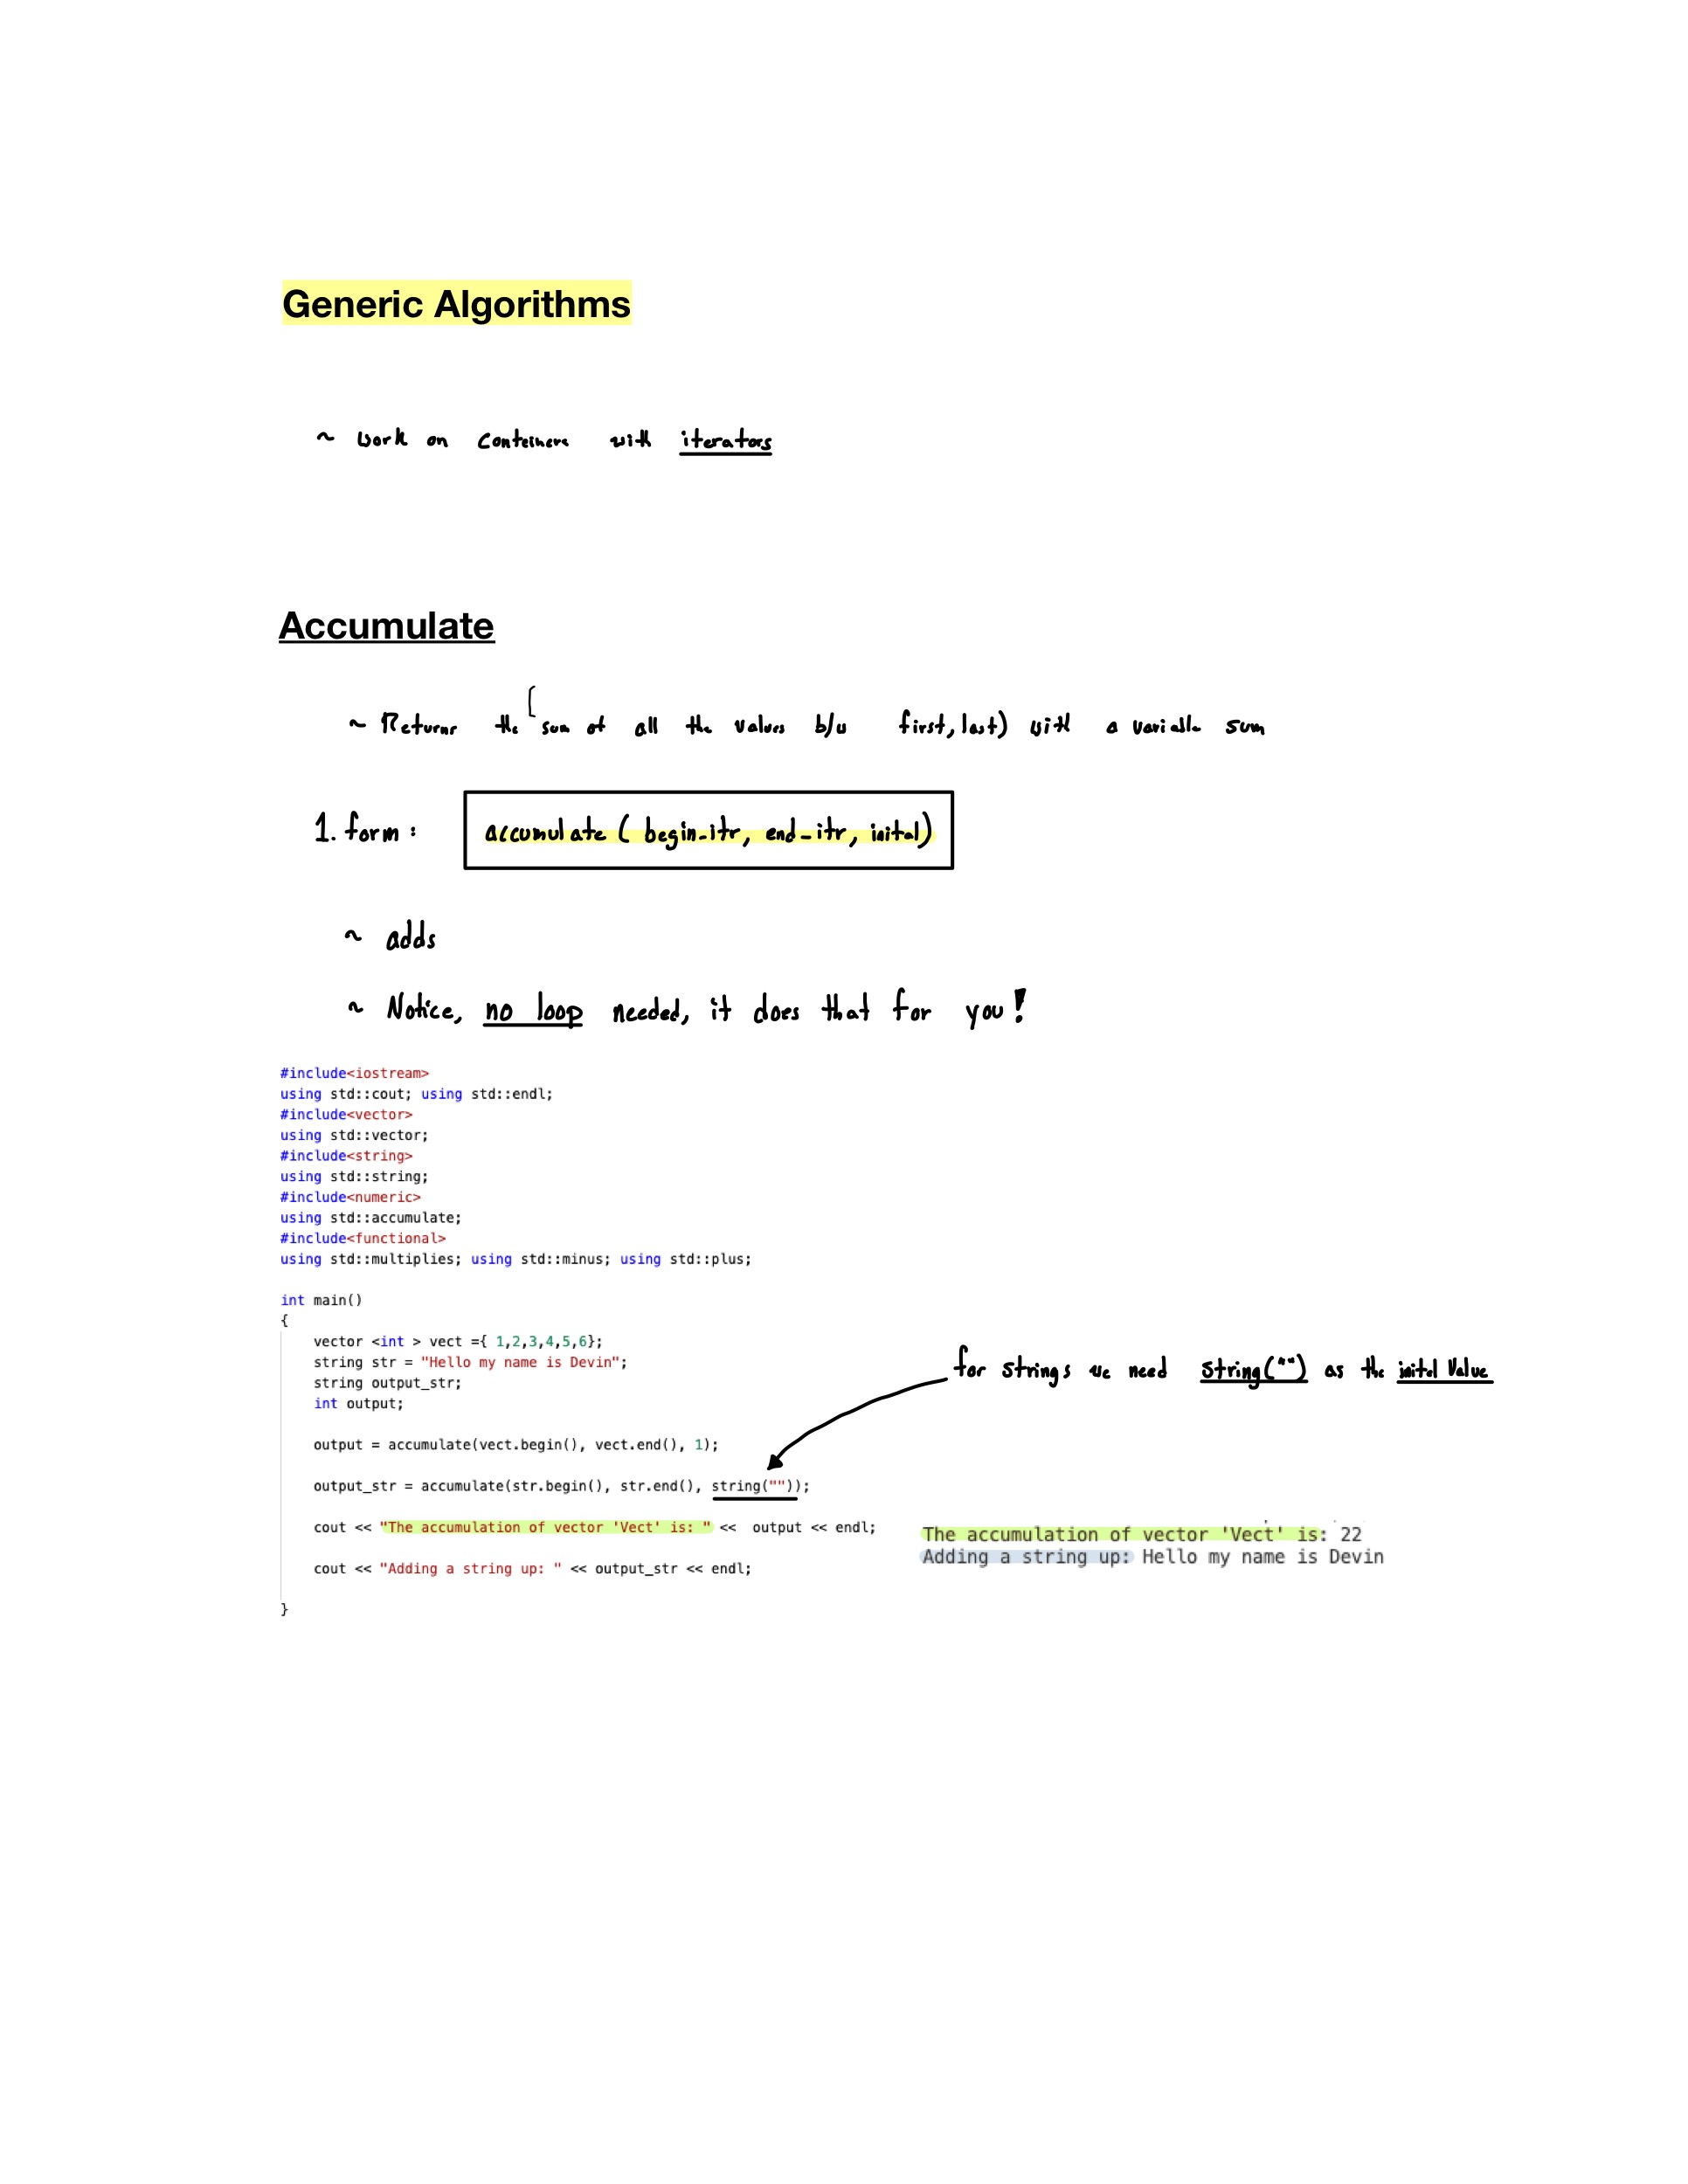 Generic Algorithms
~ work on containers with iterators
Accumulate
~ Returns the [sum of all the values b/w first, last) with a variable sum
1. form : accumulate ( begin-itr, end-itr, inital)
~ adds
~ Notice, no loop needed, it does that for you!
#include<iostream>
using std::cout; using std::endl;
#include<vector>
using std::vector;
#include<string>
using std::string;
#include<numeric>
using std::accumulate;
#include<functional>
using std::multiplies; using std::minus; using std::plus;
int main()
{
vector <int > vect ={ 1,2,3,4,5,6};
string str = "Hello my name is Devin";
string output_str;
int output;
for strings we need string("") as the inital value
output = accumulate(vect.begin(), vect.end(), 1);
output_str = accumulate(str.begin(), str.end(), string(""));
cout << "The accumulation of vector 'Vect' is: " << output << endl;
cout << "Adding a string up: " << output_str << endl;
}
The accumulation of vector 'Vect' is: 22
Adding a string up: Hello my name is Devin